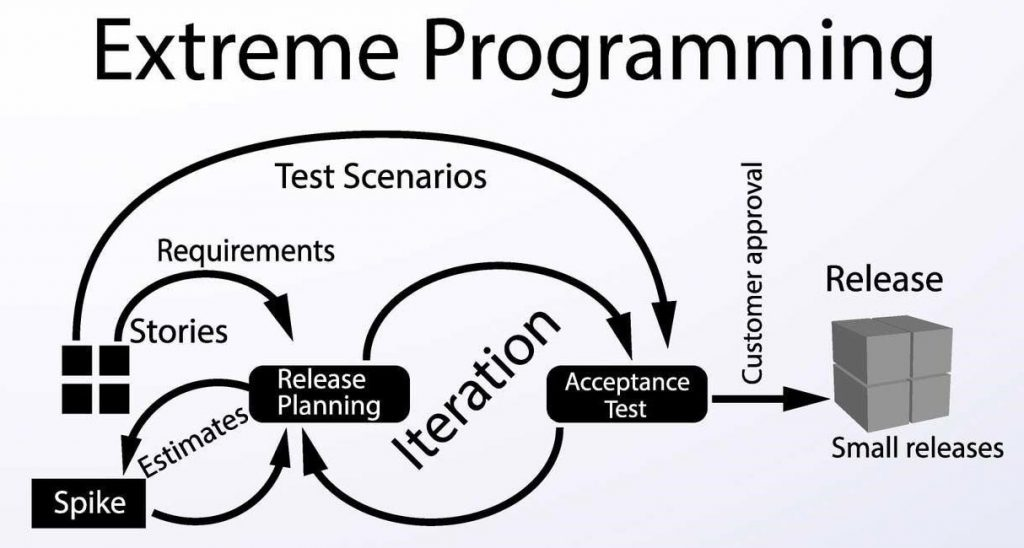 Extreme Programming
Test Scenarios
Requirements
Stories
Release
Planning
Estimates
Spike
Iteration
Acceptance
Test
Customer approval
Release
Small releases